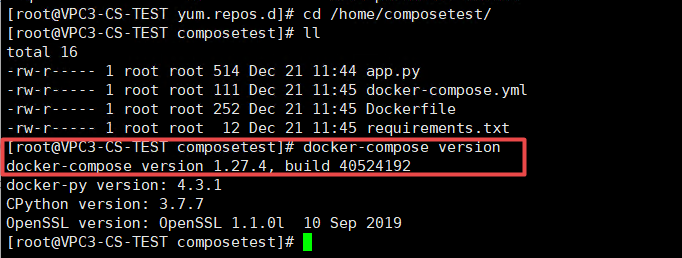 [root@VPC3-CS-TEST yum.repos.d]# cd /home/composetest/
[root@VPC3-CS-TEST composetest]# ll
total 16
-rw-r----- 1 root root 514 Dec 21 11:44 app.py
-rw-r----- 1 root root 111 Dec 21 11:45 docker-compose.yml
-rw-r----- 1 root root 252 Dec 21 11:45 Dockerfile
-rw-r----- 1 root root  12 Dec 21 11:45 requirements.txt
[root@VPC3-CS-TEST composetest]# docker-compose version
docker-compose version 1.27.4, build 40524192
docker-py version: 4.3.1
CPython version: 3.7.7
OpenSSL version: OpenSSL 1.1.0l  10 Sep 2019
[root@VPC3-CS-TEST composetest]#